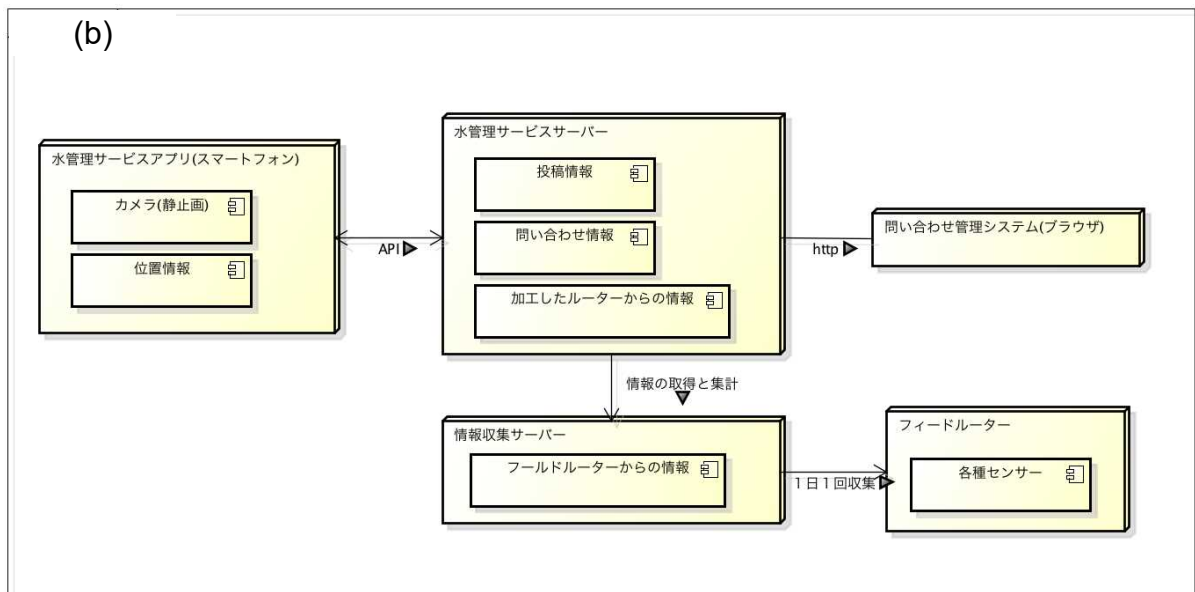 (b)
水管理サービスアプリ(スマートフォン)
カメラ(静止画)
位置情報
API
水管理サービスサーバー
投稿情報
問い合わせ情報
加工したルーターからの情報
http
問い合わせ管理システム(ブラウザ)
情報の取得と集計
情報収集サーバー
フールドルーターからの情報
1日1回収集
フィードルーター
各種センサー